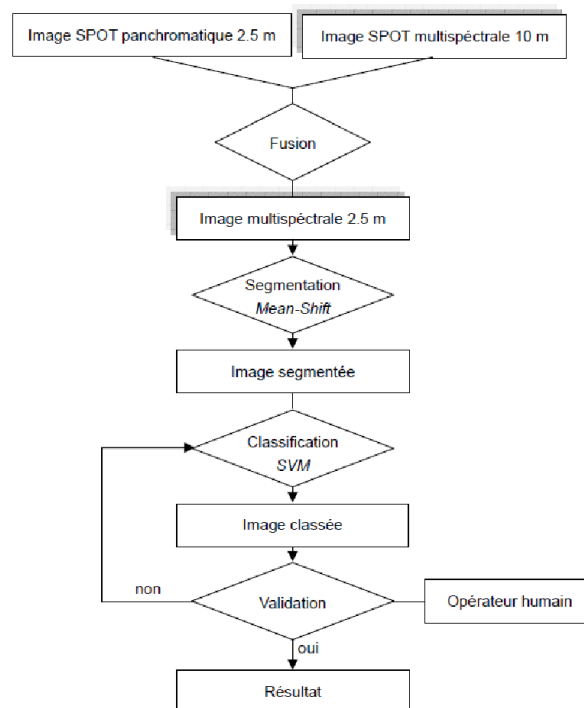 Image SPOT panchromatique 2.5 m
Image SPOT multispéctrale 10 m
Fusion
Image multispéctrale 2.5 m
Segmentation
Mean-Shift
Image segmentée
Classification
SVM
Image classée
non
Validation
Opérateur humain
oui
Résultat